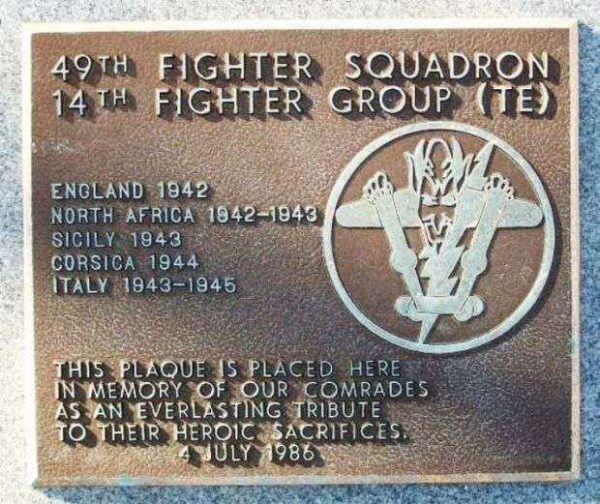 49TH FIGHTER SQUADRON
14TH FIGHTER GROUP (TE)
ENGLAND 1942
NORTH AFRICA 1942-1943
SICILY 1943
CORSICA 1944
ITALY 1943-1945
THIS PLAQUE IS PLACED HERE
IN MEMORY OF OUR COMRADES
AS AN EVERLASTING TRIBUTE
TO THEIR HEROIC SACRIFICES.
4 JULY 1986